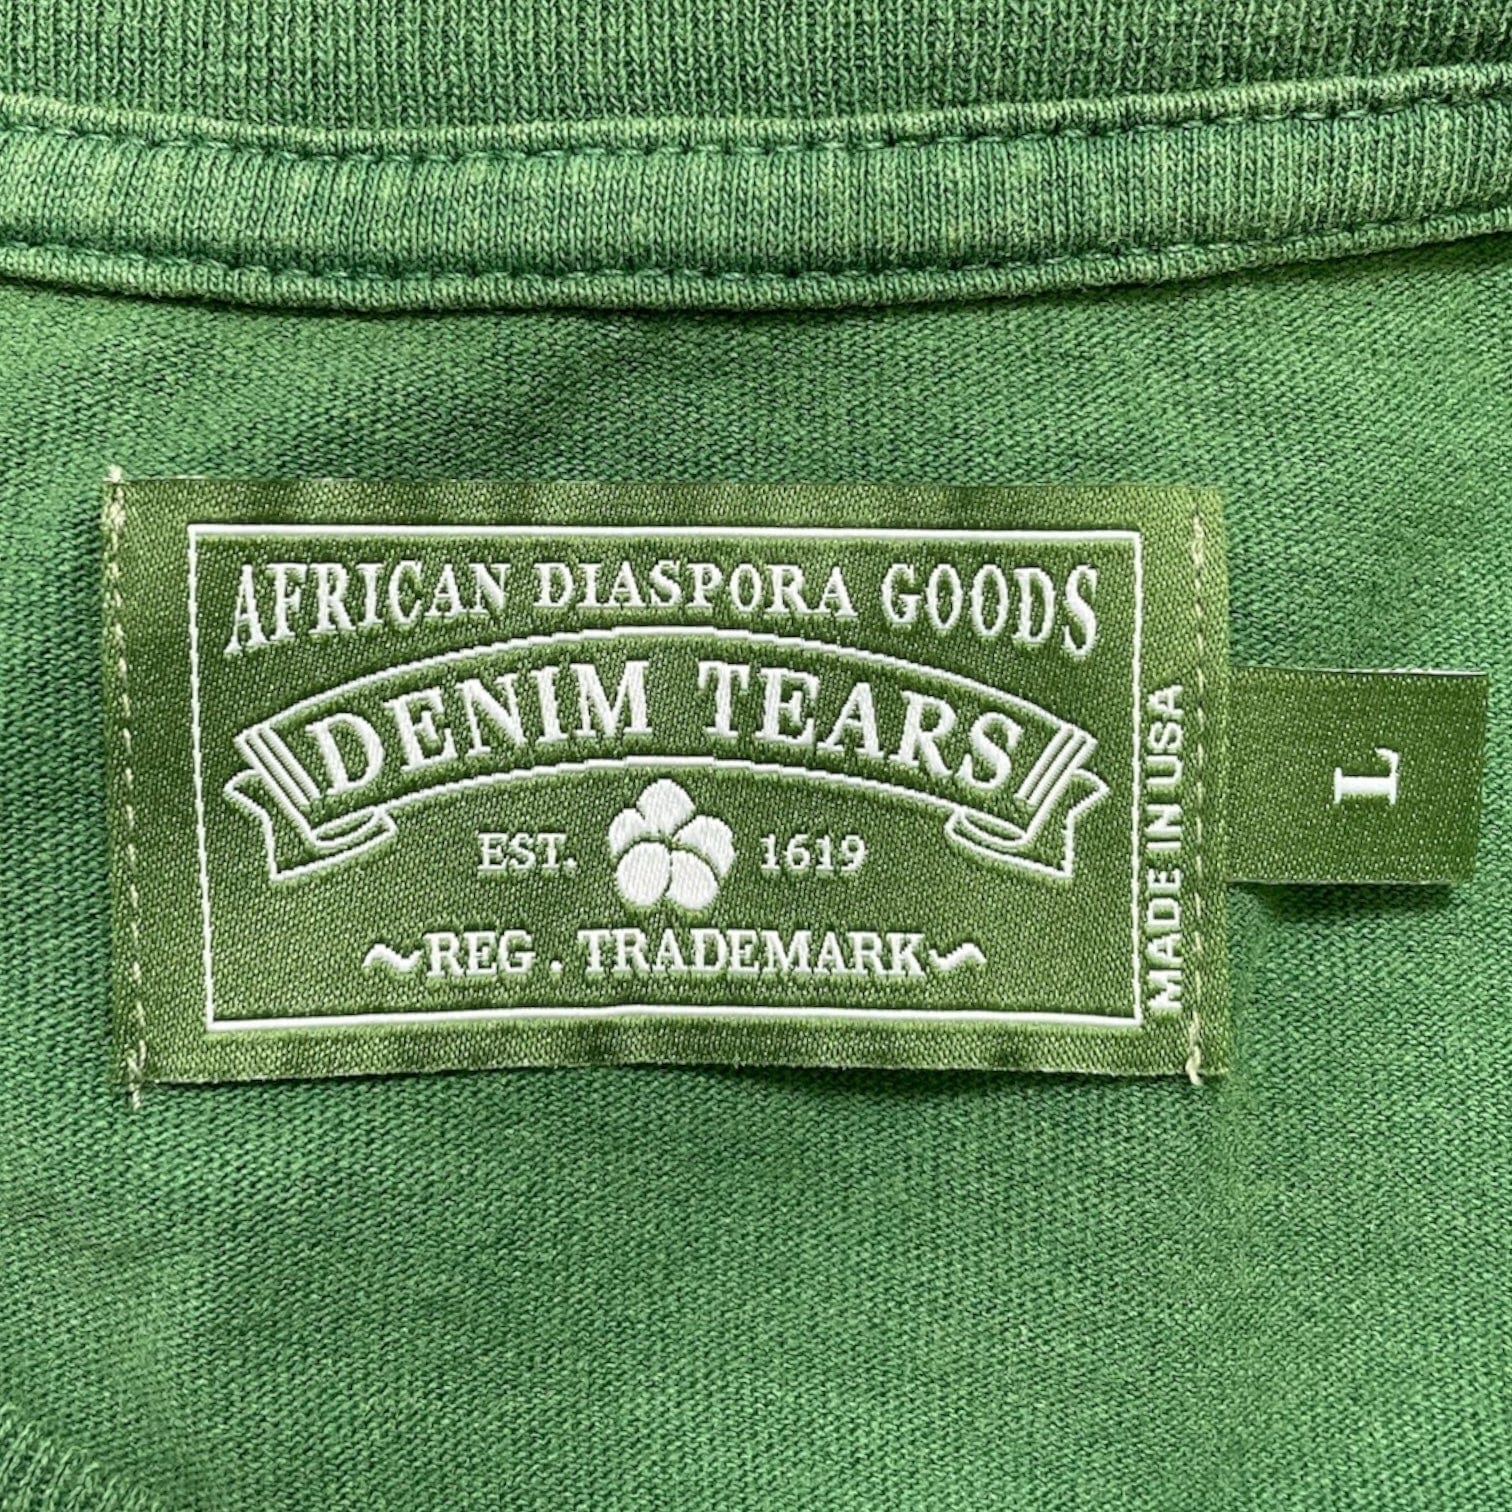 AFRICAN DIASPORA GOODS
DENIM TEARS
EST. 1619
~REG. TRADEMARK~
MADE IN USA
L